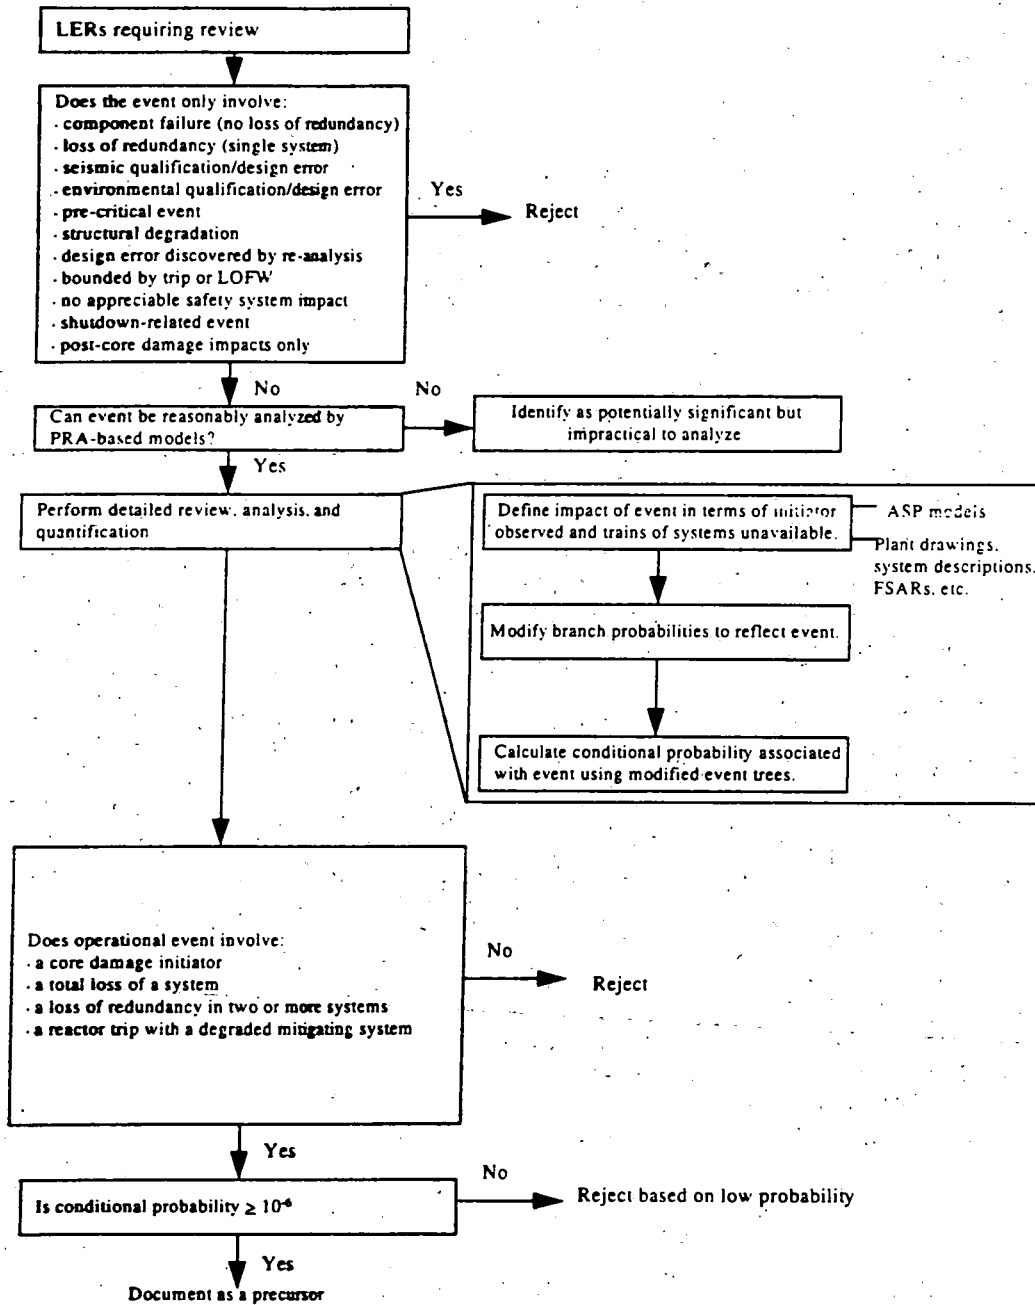 LERs requiring review
Does the event only involve:
· component failure (no loss of redundancy)
· loss of redundancy (single system)
· seismic qualification/design error
· environmental qualification/design error
· pre-critical event
· structural degradation
· design error discovered by re-analysis
· bounded by trip or LOFW
· no appreciable safety system impact
· shutdown-related event
· post-core damage impacts only
Yes
Reject
No
No
Can event be reasonably analyzed by
PRA-based models?
Identify as potentially significant but
impractical to analyze
Yes
Perform detailed review, analysis, and
quantification
Define impact of event in terms of initiator
observed and trains of systems unavailable.
ASP models
Plant drawings,
system descriptions,
FSARs, etc.
Modify branch probabilities to reflect event.
Calculate conditional probability associated
with event using modified event trees.
Does operational event involve:
· a core damage initiator
· a total loss of a system
· a loss of redundancy in two or more systems
· a reactor trip with a degraded mitigating system
No
Reject
Yes
Is conditional probability ≥ 10⁻⁶
No
Reject based on low probability
Yes
Document as a precursor